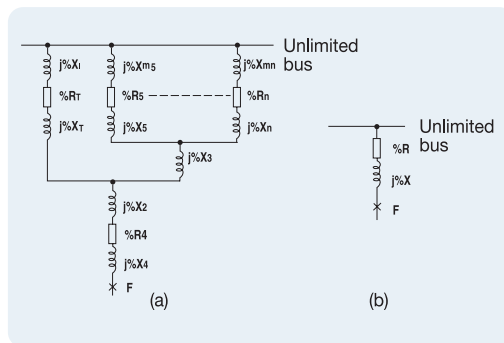 Unlimited
bus
j%Xl j%Xm5 j%Xmn
%RT %R5 %Rn
j%XT j%X5 j%Xn
j%X3
j%X2
%R4
j%X4
F
(a)
Unlimited
bus
%R
j%X
F
(b)